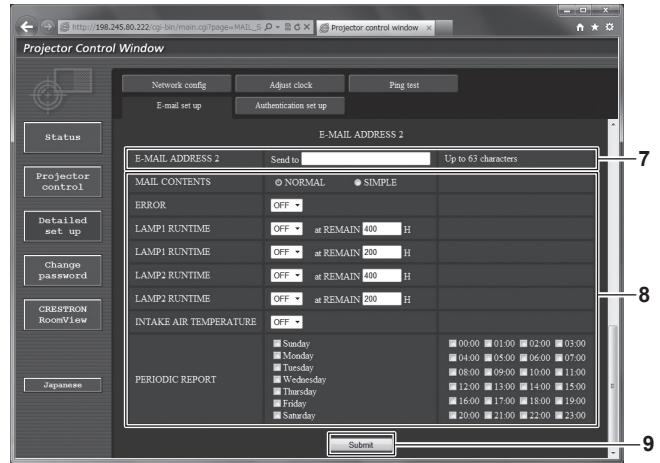 http://198.245.80.222/cgi-bin/main.cgi?page=MAIL_S
Projector control window
Projector Control Window
Network config Adjust clock Ping test
E-mail set up Authentication set up
Status
Projector control
Detailed set up
Change password
CRESTRON RoomView
Japanese
E-MAIL ADDRESS 2
E-MAIL ADDRESS 2 Send to Up to 63 characters 7
MAIL CONTENTS NORMAL SIMPLE
ERROR OFF
LAMP1 RUNTIME OFF at REMAIN 400 H
LAMP1 RUNTIME OFF at REMAIN 200 H
LAMP2 RUNTIME OFF at REMAIN 400 H
LAMP2 RUNTIME OFF at REMAIN 200 H
8
INTAKE AIR TEMPERATURE OFF
PERIODIC REPORT
Sunday
Monday
Tuesday
Wednesday
Thursday
Friday
Saturday
00:00 01:00 02:00 03:00
04:00 05:00 06:00 07:00
08:00 09:00 10:00 11:00
12:00 13:00 14:00 15:00
16:00 17:00 18:00 19:00
20:00 21:00 22:00 23:00
Submit 9